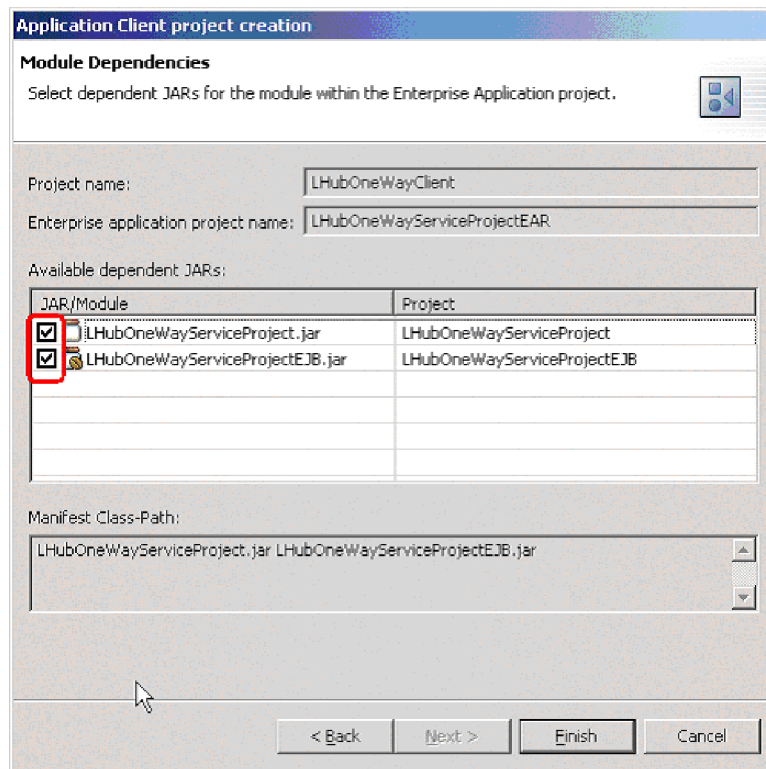 Application Client project creation
Module Dependencies
Select dependent JARs for the module within the Enterprise Application project.
Project name: LHubOneWayClient
Enterprise application project name: LHubOneWayServiceProjectEAR
Available dependent JARs:
JAR/Module Project
LHubOneWayServiceProject.jar LHubOneWayServiceProject
LHubOneWayServiceProjectEJB.jar LHubOneWayServiceProjectEJB
Manifest Class-Path:
LHubOneWayServiceProject.jar LHubOneWayServiceProjectEJB.jar
< Back Next > Finish Cancel